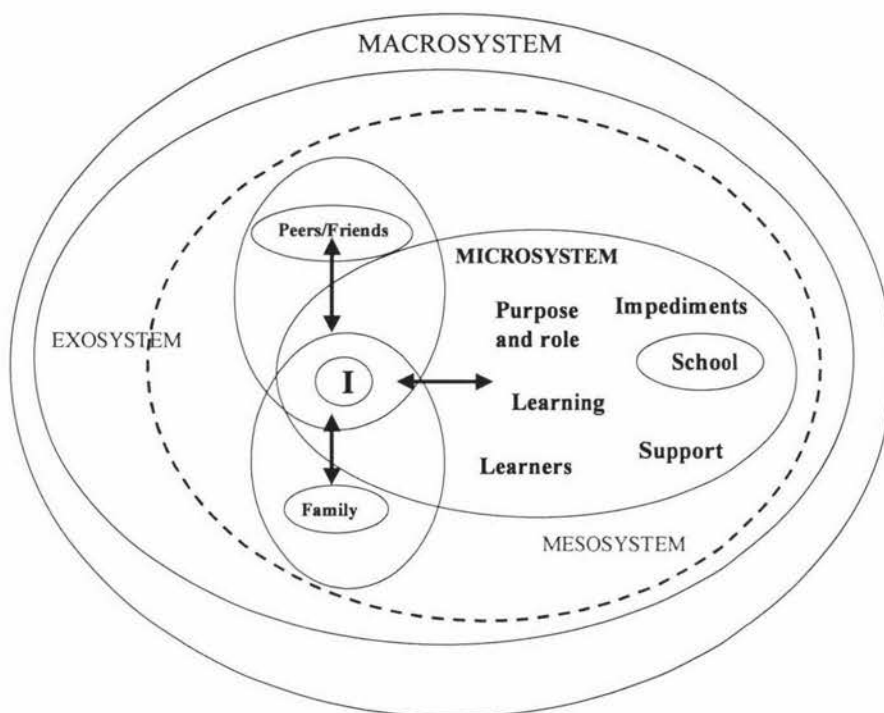 MACROSYSTEM
Peers/Friends
MICROSYSTEM
Purpose
and role
Impediments
EXOSYSTEM
I
School
Learning
Learners
Support
Family
MESOSYSTEM